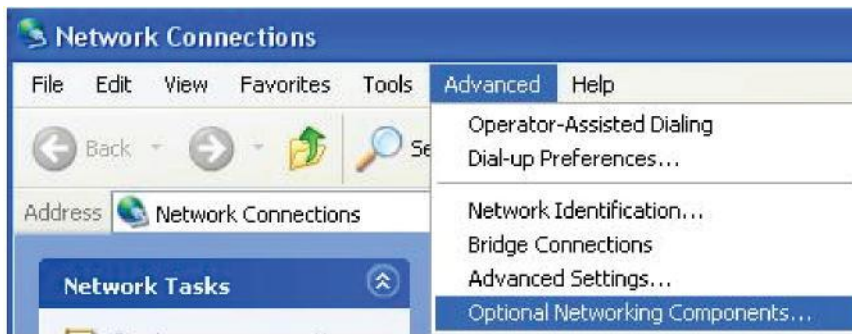 Network Connections
File Edit View Favorites Tools Advanced Help
Back
Operator-Assisted Dialing
Dial-up Preferences...
Address Network Connections
Network Identification...
Bridge Connections
Advanced Settings...
Optional Networking Components...
Network Tasks